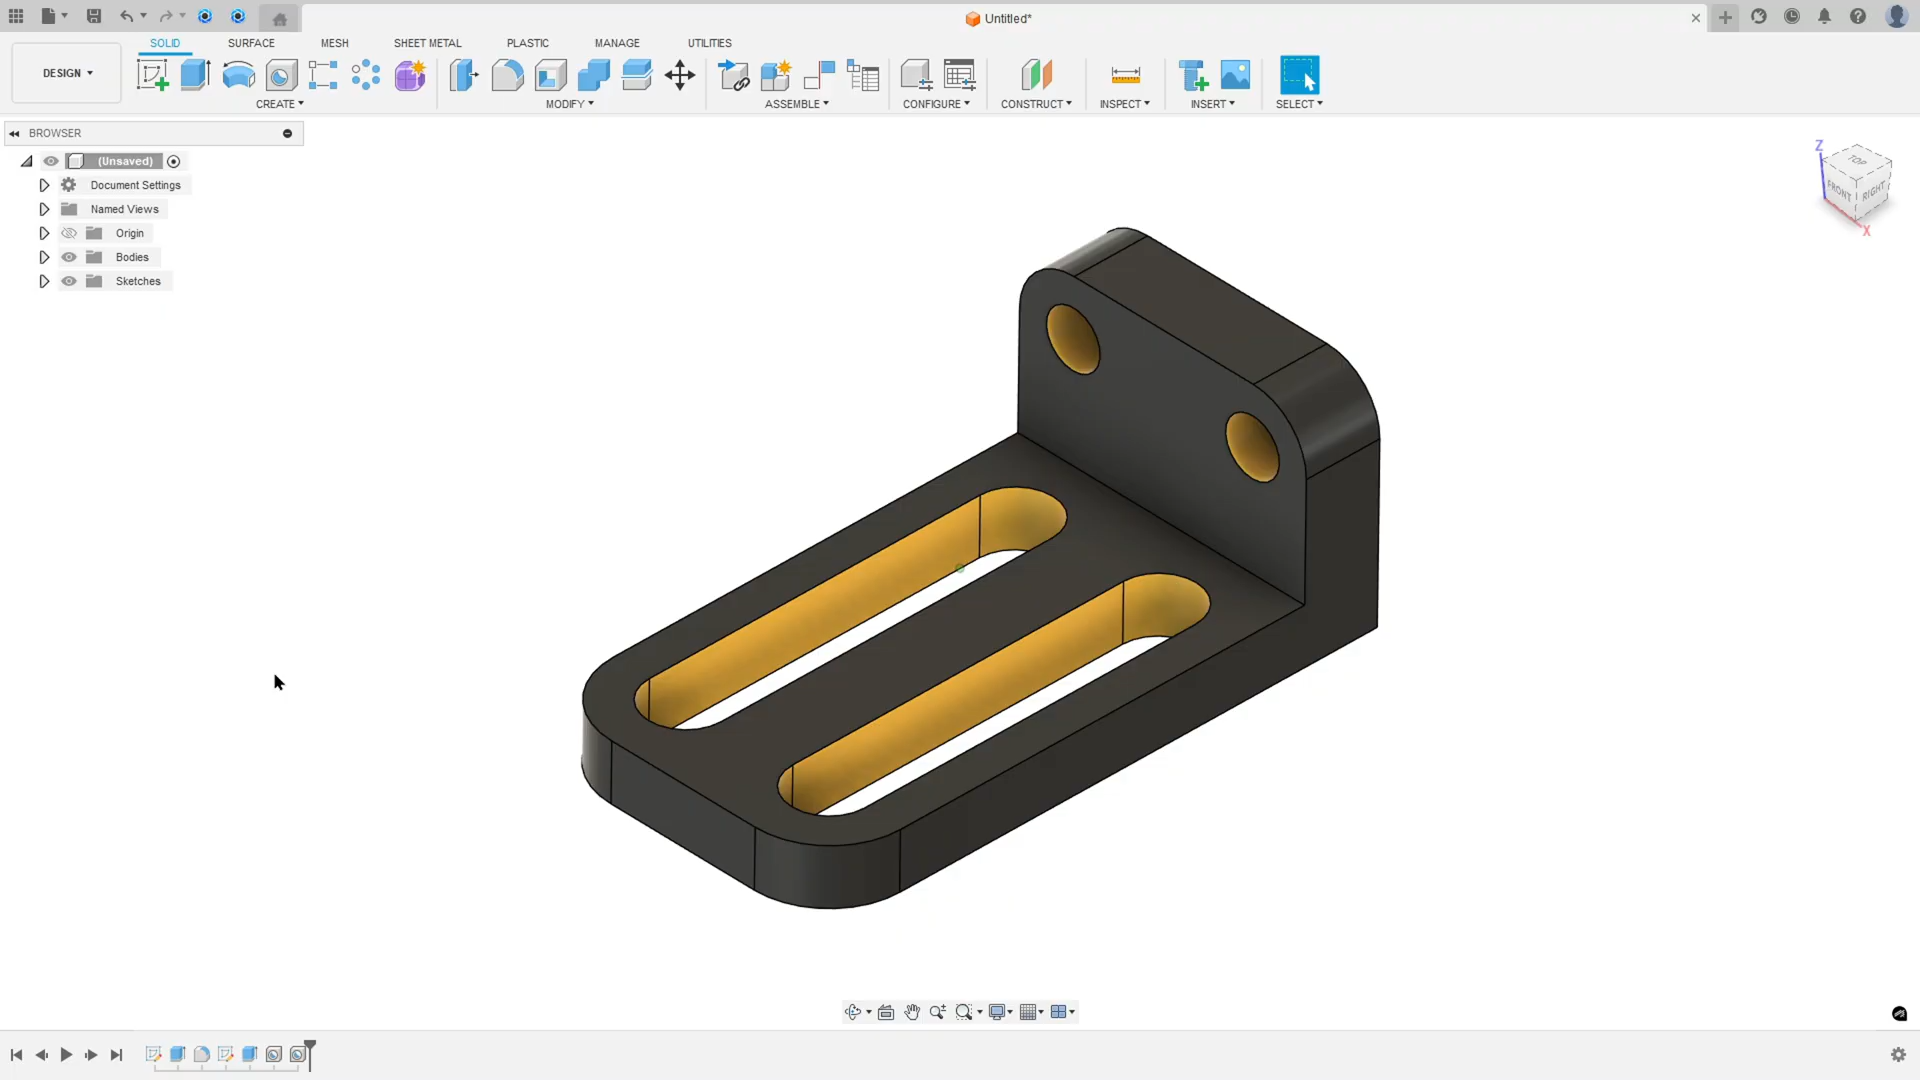 Untitled*
DESIGN
SOLID SURFACE MESH SHEET METAL PLASTIC MANAGE UTILITIES
CREATE MODIFY ASSEMBLE CONFIGURE CONSTRUCT INSPECT INSERT SELECT
BROWSER
(Unsaved)
Document Settings
Named Views
Origin
Bodies
Sketches
Z
TOP
FRONT RIGHT
X